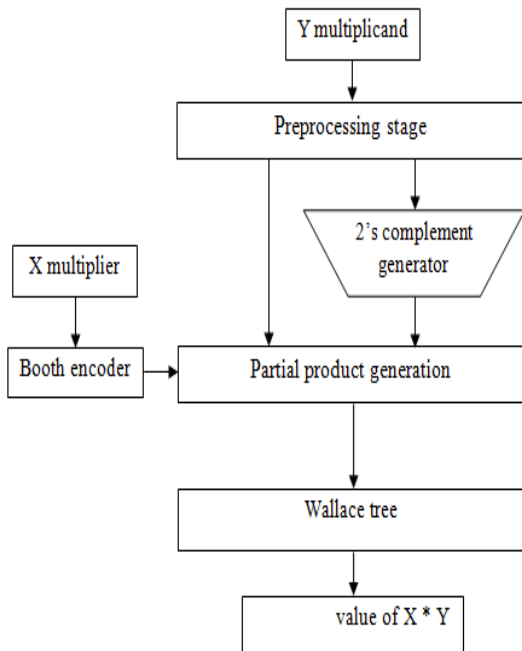 Y multiplicand
Preprocessing stage
2’s complement
generator
X multiplier
Booth encoder
Partial product generation
Wallace tree
value of X * Y